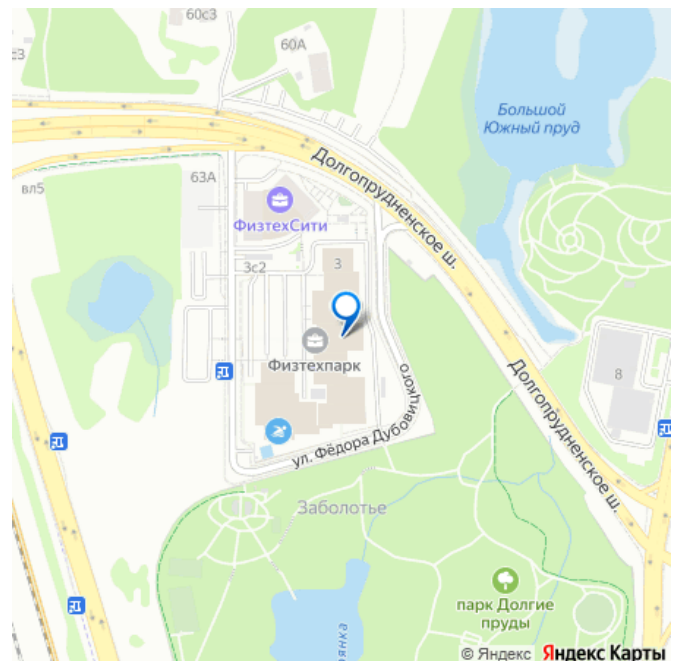 60с3
60А
с3
Большой
Южный пруд
Долгопрудненское ш.
63А
вл5
ФизтехСити
3с2
3
Физтехпарк
8
ул. Фёдора Дубовицкого
Долгопрудненское ш.
Заболотье
парк Долгие
пруды
янка
© Яндекс Яндекс Карты